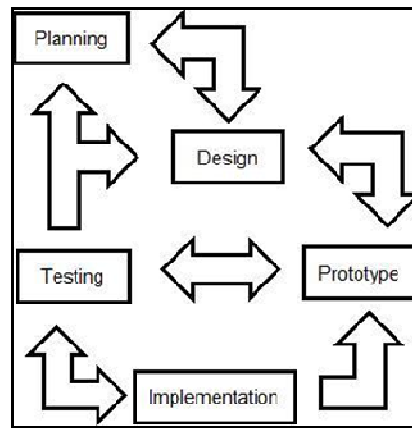 Planning
Design
Testing
Prototype
Implementation